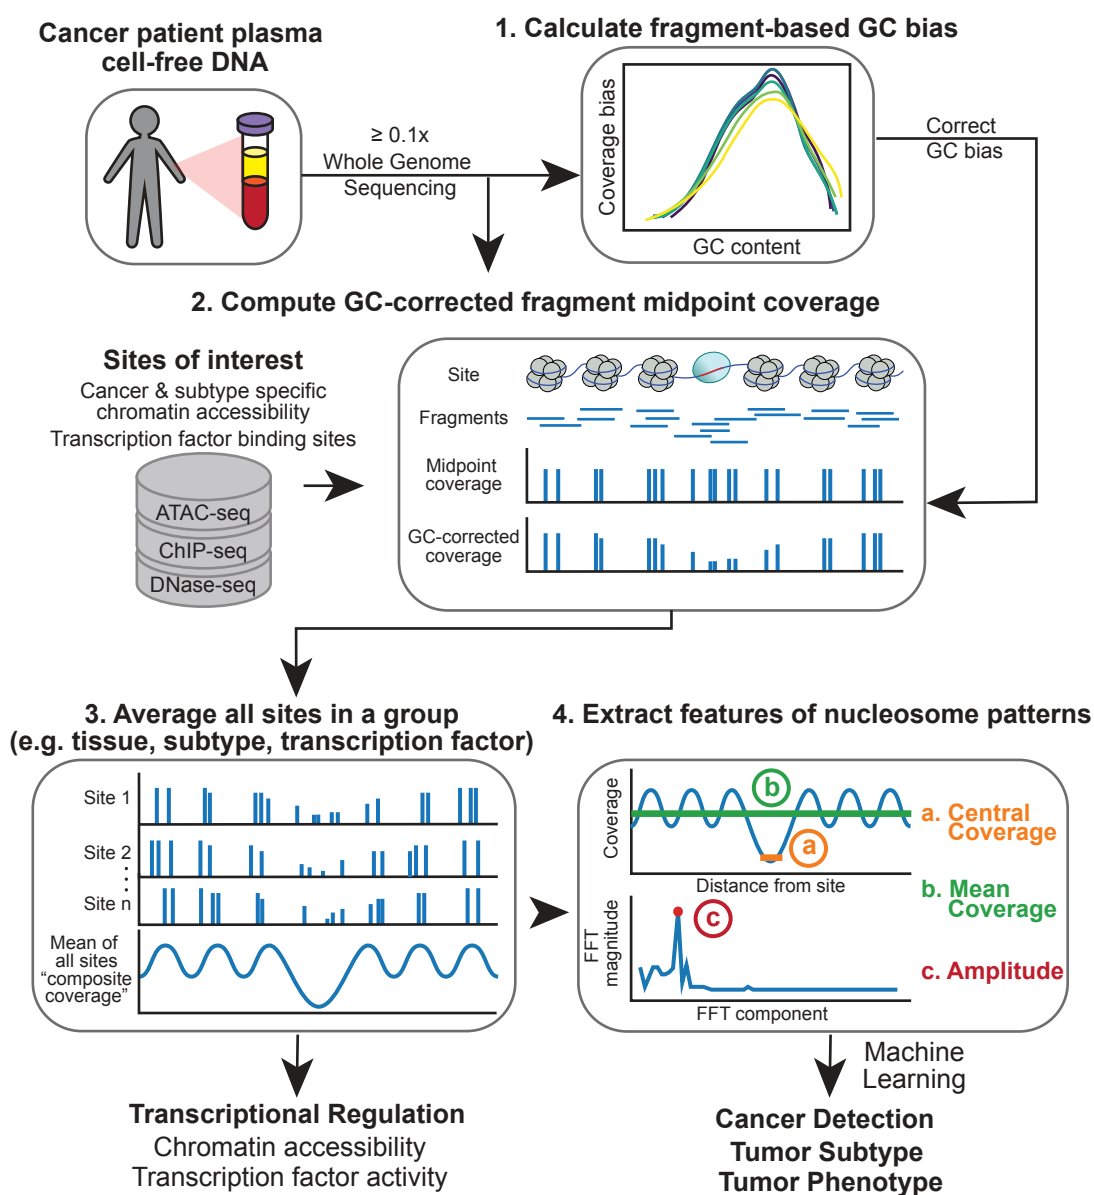 Cancer patient plasma
cell-free DNA
≥ 0.1x
Whole Genome
Sequencing
1. Calculate fragment-based GC bias
Coverage bias
GC content
Correct
GC bias
2. Compute GC-corrected fragment midpoint coverage
Sites of interest
Cancer & subtype specific
chromatin accessibility
Transcription factor binding sites
ATAC-seq
ChIP-seq
DNase-seq
Site
Fragments
Midpoint
coverage
GC-corrected
coverage
3. Average all sites in a group
(e.g. tissue, subtype, transcription factor)
Site 1
Site 2
Site n
Mean of
all sites
“composite
coverage”
Transcriptional Regulation
Chromatin accessibility
Transcription factor activity
4. Extract features of nucleosome patterns
Coverage
b
a
Distance from site
FFT
magnitude
c
FFT component
a. Central
Coverage
b. Mean
Coverage
c. Amplitude
Machine
Learning
Cancer Detection
Tumor Subtype
Tumor Phenotype